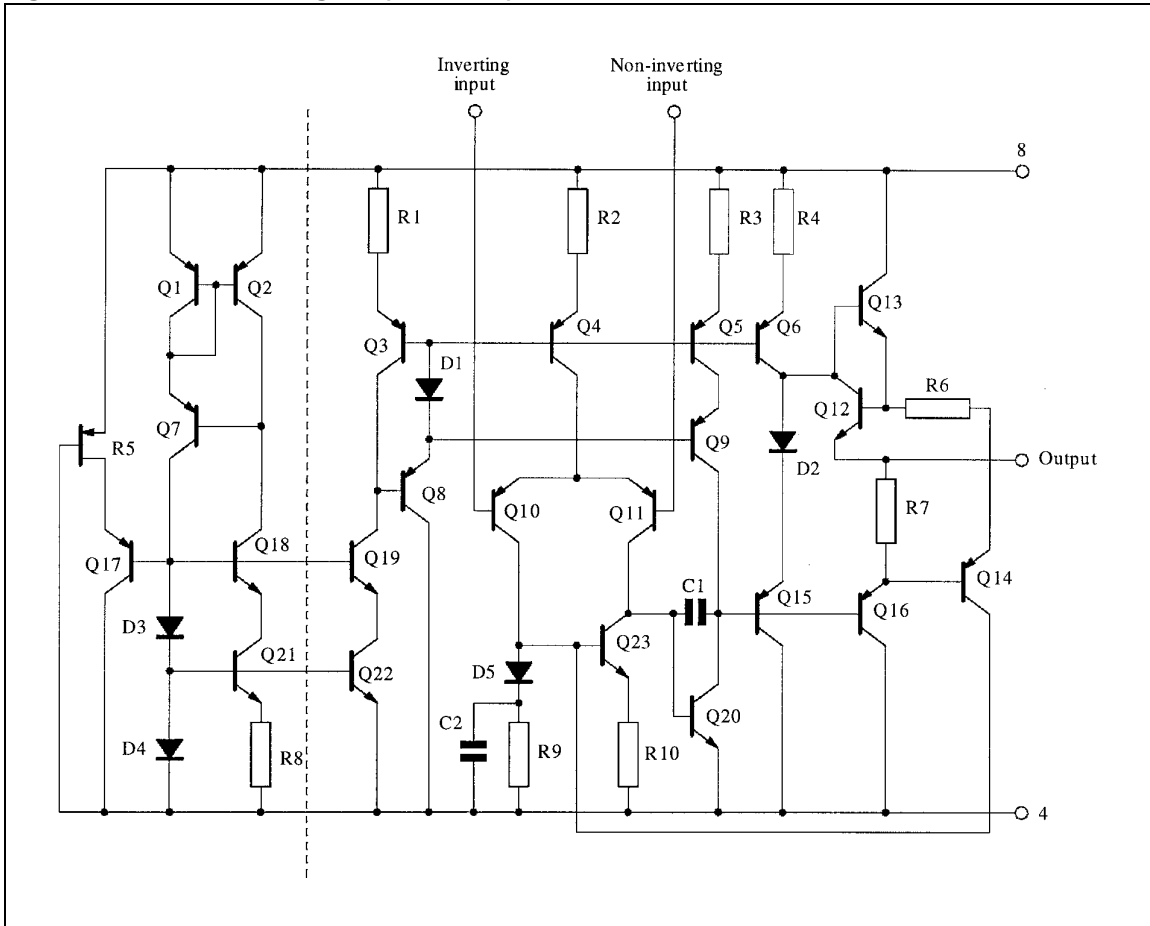 Inverting
input
Non-inverting
input
8
R1
R2
R3
R4
Q1
Q2
Q13
Q3
Q4
Q5
Q6
D1
R6
Q7
Q12
R5
Q9
D2
Output
Q8
Q10
Q11
R7
Q17
Q18
Q19
Q14
C1
Q15
Q16
D3
Q23
Q21
Q22
D5
Q20
C2
D4
R8
R9
R10
4